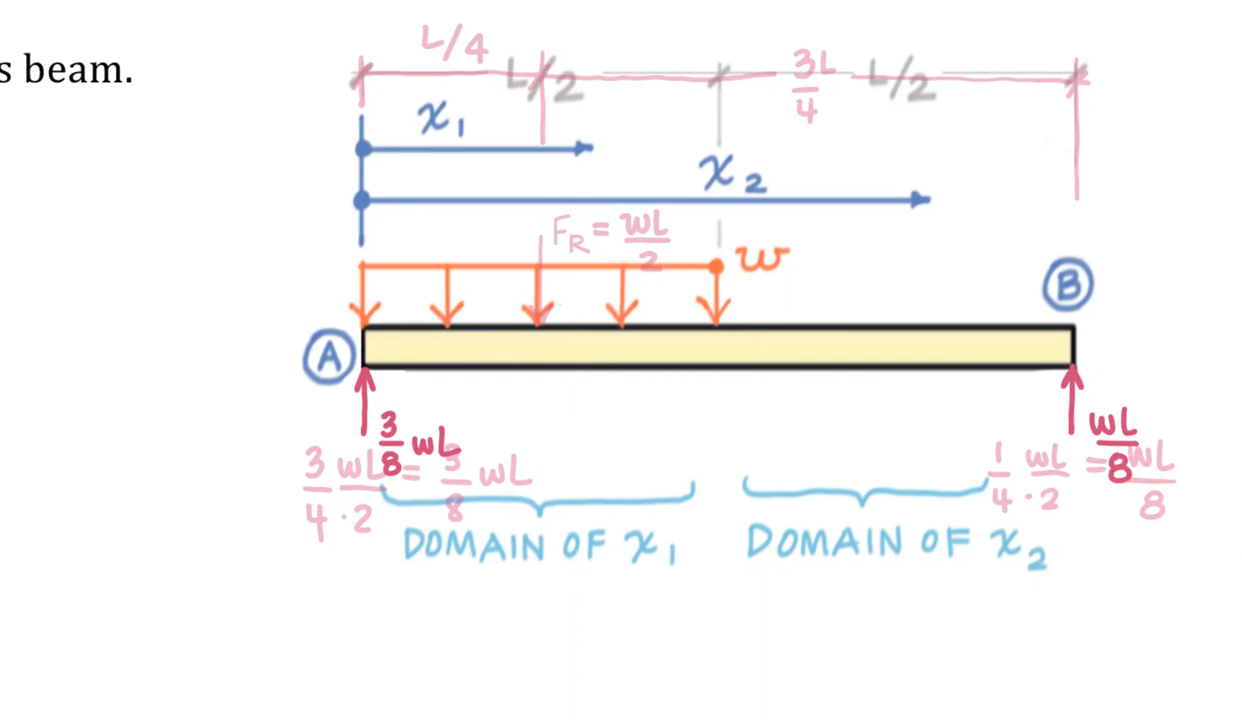 s beam.
L/4
L/2
3L/4
L/2
x₁
x₂
F_R = wL/2
w
B
A
3/8 wL
wL/8
3/4 wL/2 = 3/8 wL
1/4 · wL/2 = wL/8
DOMAIN OF x₁
DOMAIN OF x₂